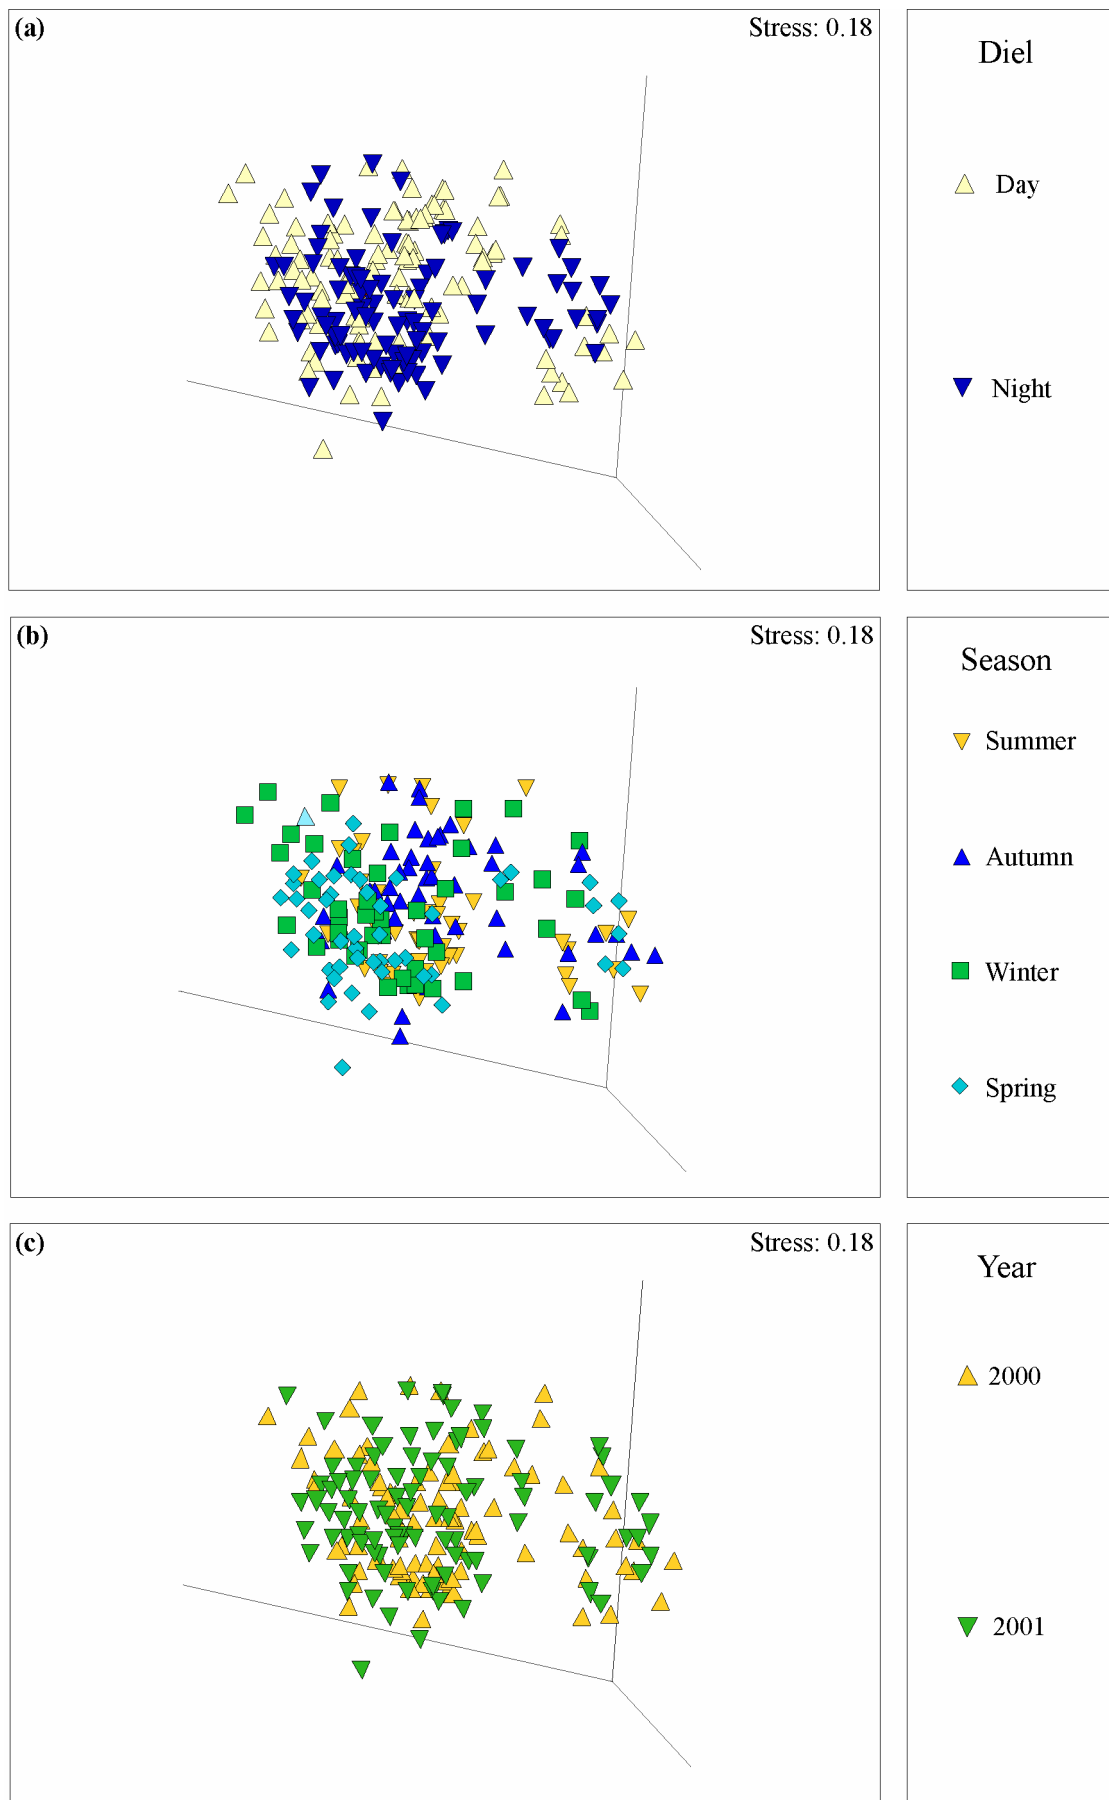 (a)
Stress: 0.18
Diel
Day
Night
(b)
Stress: 0.18
Season
Summer
Autumn
Winter
Spring
(c)
Stress: 0.18
Year
2000
2001